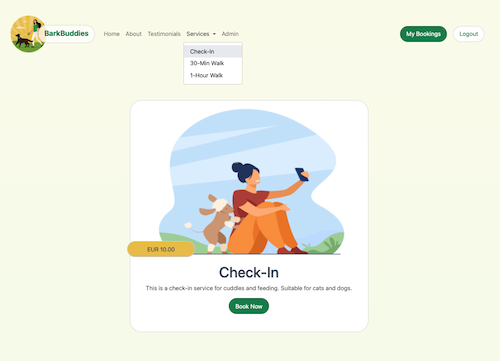 BarkBuddies Home About Testimonials Services Admin My Bookings Logout
Check-In
30-Min Walk
1-Hour Walk
EUR 10.00
Check-In
This is a check-in service for cuddles and feeding. Suitable for cats and dogs.
Book Now